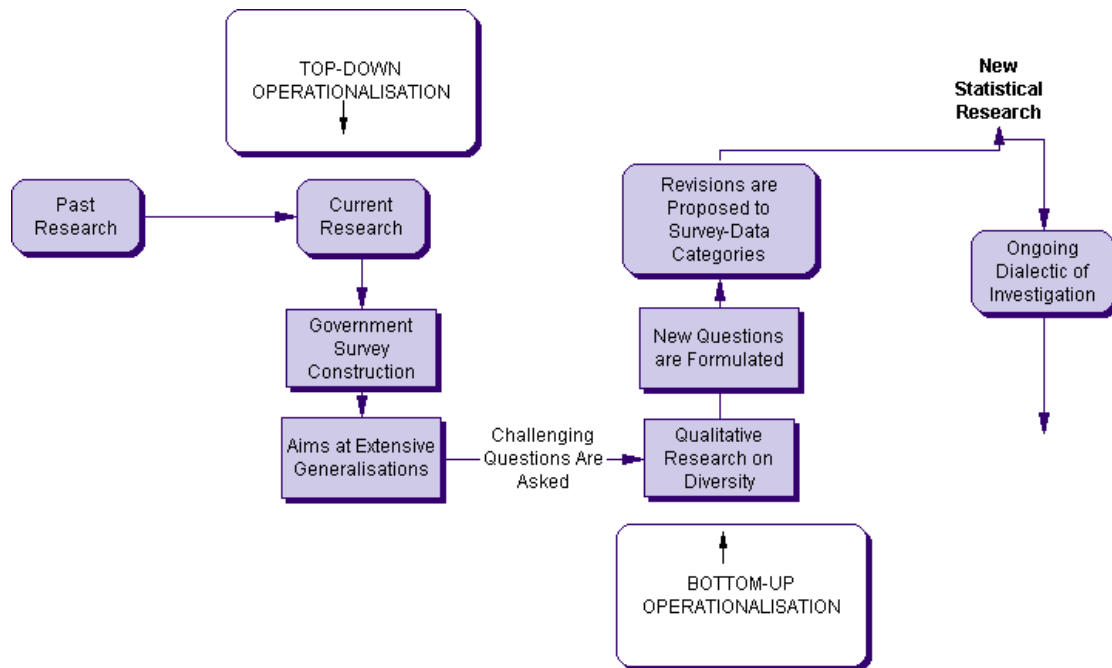 TOP-DOWN
OPERATIONALISATION
Past
Research
Current
Research
Government
Survey
Construction
Aims at Extensive
Generalisations
Challenging
Questions Are
Asked
Qualitative
Research on
Diversity
BOTTOM-UP
OPERATIONALISATION
New Questions
are Formulated
Revisions are
Proposed to
Survey-Data
Categories
New
Statistical
Research
Ongoing
Dialectic of
Investigation